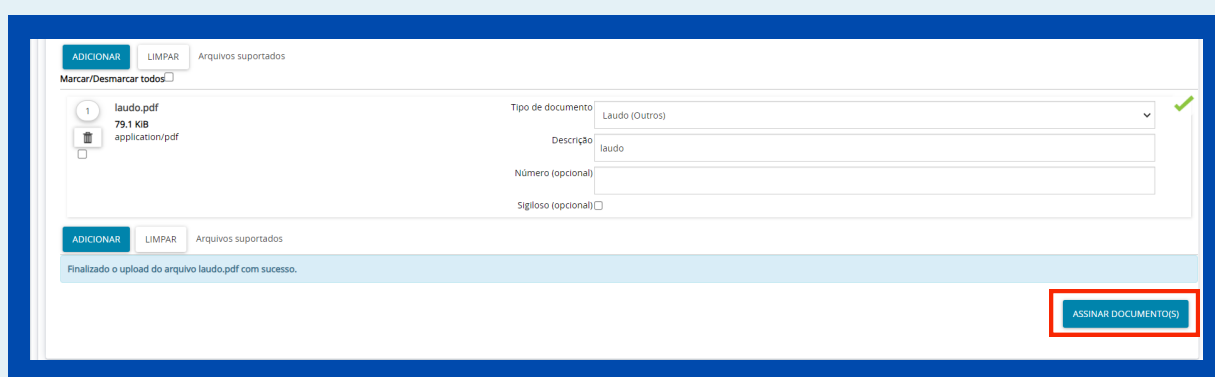 ADICIONAR LIMPAR Arquivos suportados
Marcar/Desmarcar todos
1 laudo.pdf
79.1 KiB
application/pdf
Tipo de documento Laudo (Outros)
Descrição laudo
Número (opcional)
Sigiloso (opcional)
ADICIONAR LIMPAR Arquivos suportados
Finalizado o upload do arquivo laudo.pdf com sucesso.
ASSINAR DOCUMENTO(S)